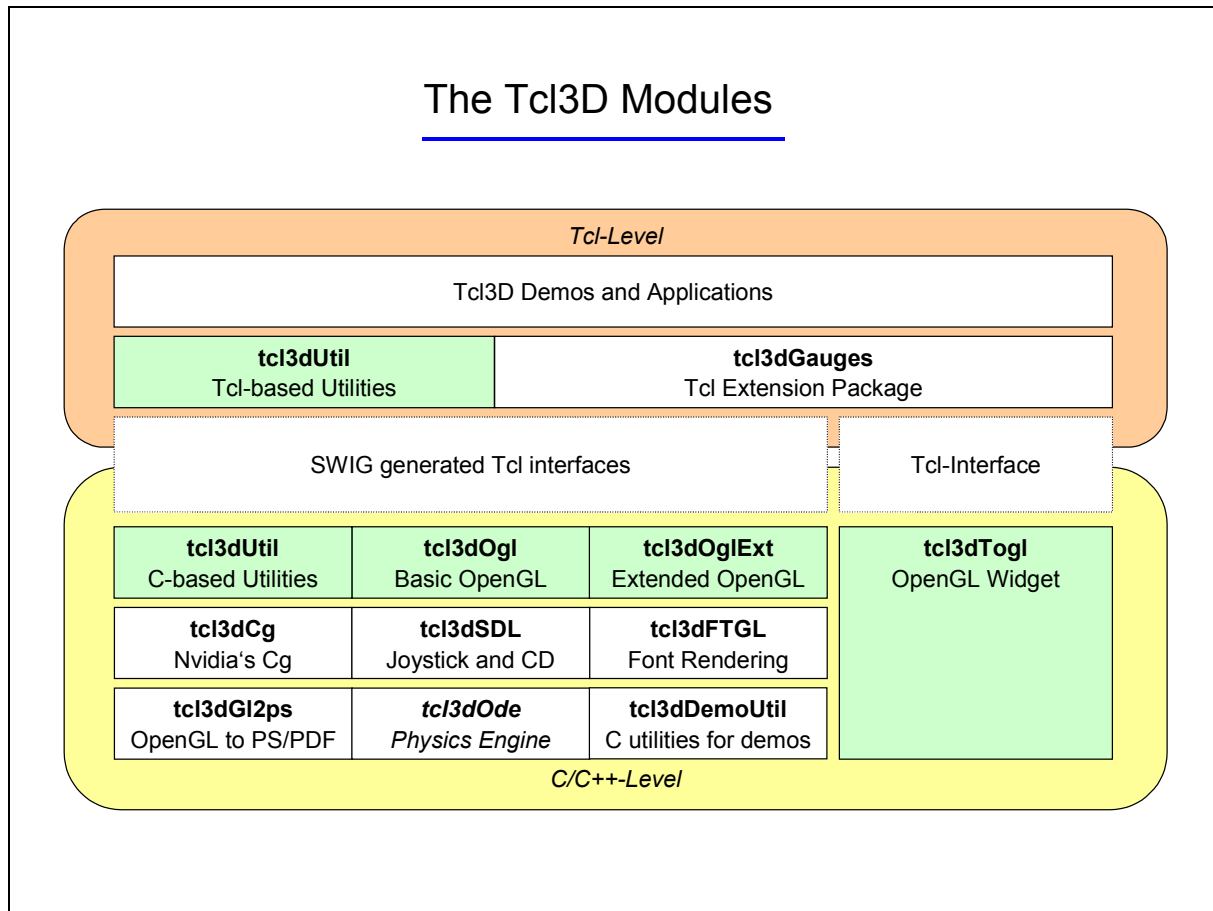 The Tcl3D Modules
Tcl-Level
Tcl3D Demos and Applications
tcl3dUtil
Tcl-based Utilities
tcl3dGauges
Tcl Extension Package
SWIG generated Tcl interfaces
Tcl-Interface
tcl3dUtil
C-based Utilities
tcl3dOgl
Basic OpenGL
tcl3dOglExt
Extended OpenGL
tcl3dTogl
OpenGL Widget
tcl3dCg
Nvidia‘s Cg
tcl3dSDL
Joystick and CD
tcl3dFTGL
Font Rendering
tcl3dGl2ps
OpenGL to PS/PDF
tcl3dOde
Physics Engine
tcl3dDemoUtil
C utilities for demos
C/C++-Level